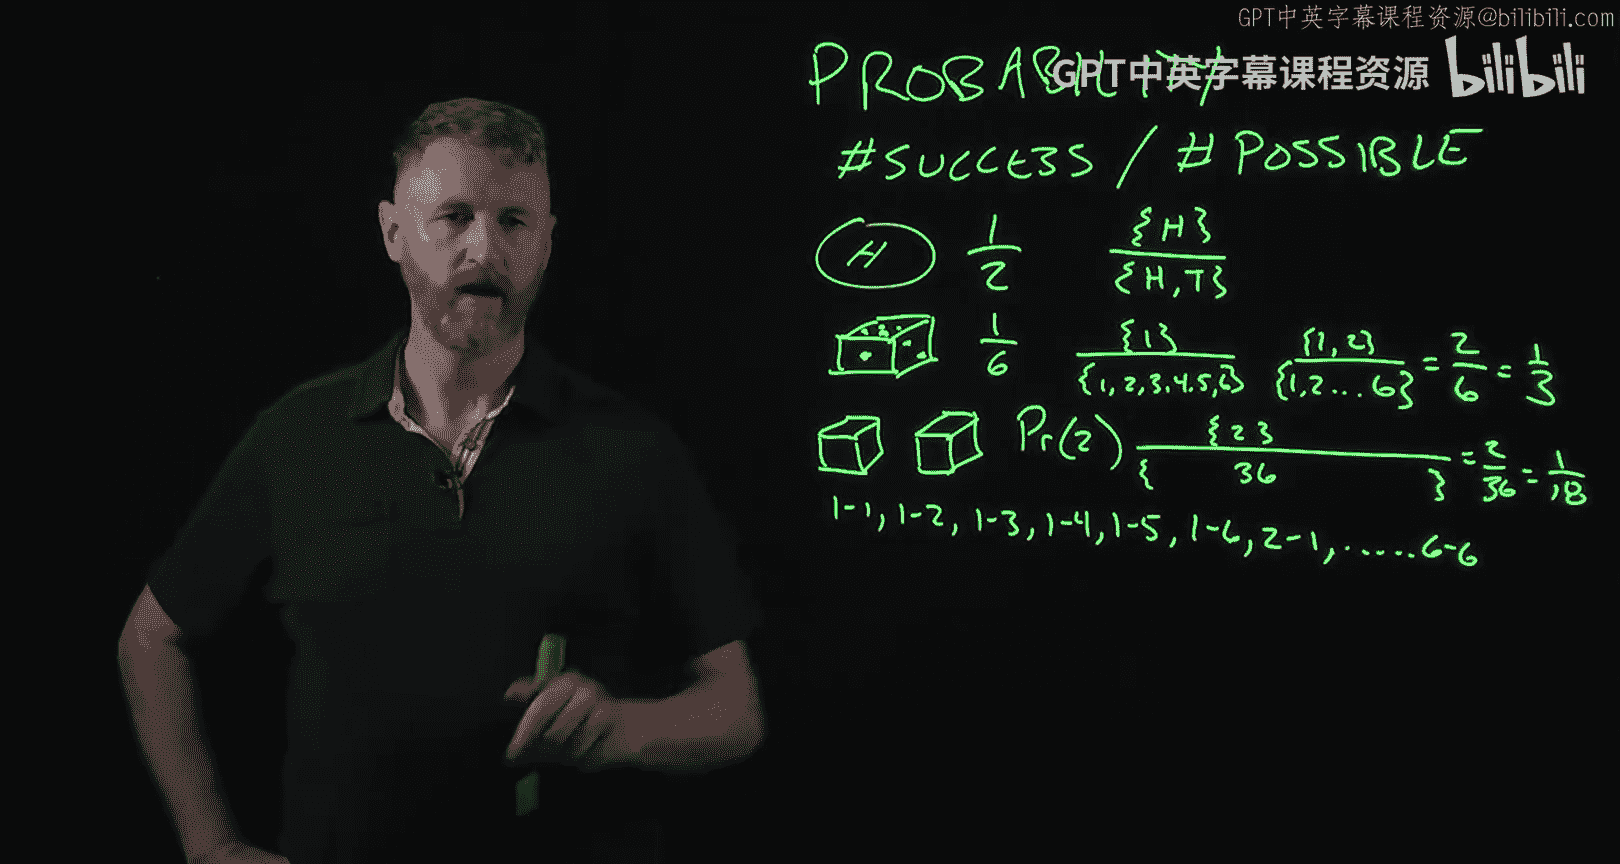 GPT中英字幕课程资源@bilibili.com
GPT中英字幕课程资源 bilibili
PROBABILITY
#SUCCESS / # POSSIBLE
H 1/2 {H}/{H,T}
1/6 {1}/{1,2,3.4.5,6} {1,2}/{1,2...6} = 2/6 = 1/3
Pr(2) {2}/{36} = 2/36 = 1/18
1-1, 1-2, 1-3, 1-4, 1-5, 1-6, 2-1, ..... 6-6